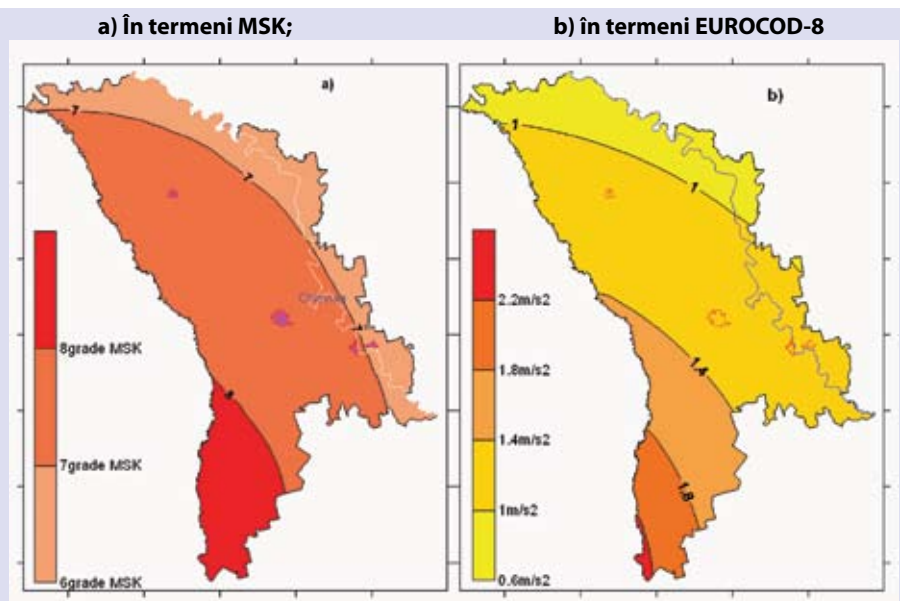 a) În termeni MSK;
b) în termeni EUROCOD-8
a)
7
7
8grade MSK
7grade MSK
6grade MSK
b)
1
1
1,4
1,8
2.2m/s2
1.8m/s2
1.4m/s2
1m/s2
0.6m/s2